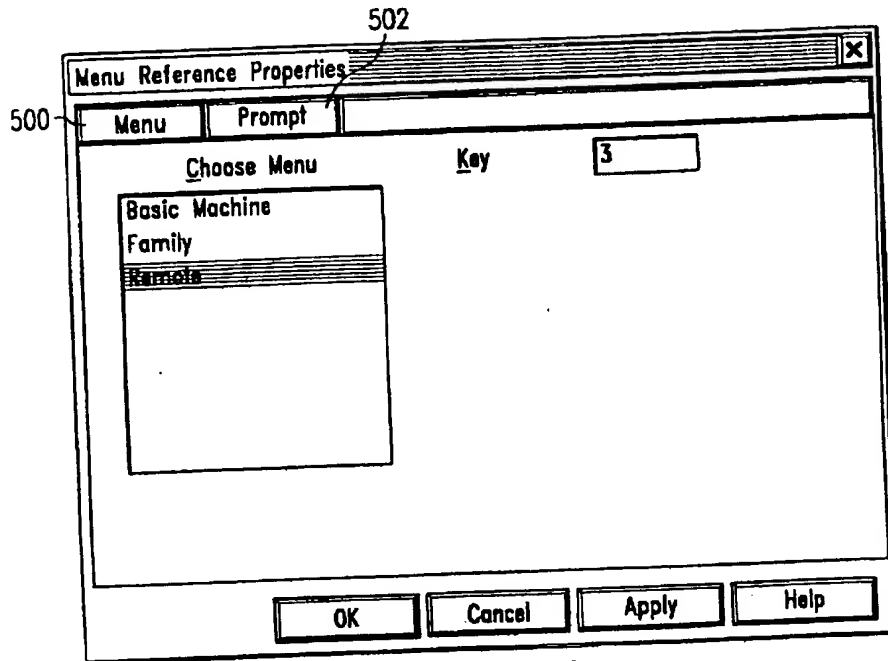 502
Menu Reference Properties
500
Menu
Prompt
Choose Menu
Key
3
Basic Machine
Family
Remote
OK
Cancel
Apply
Help